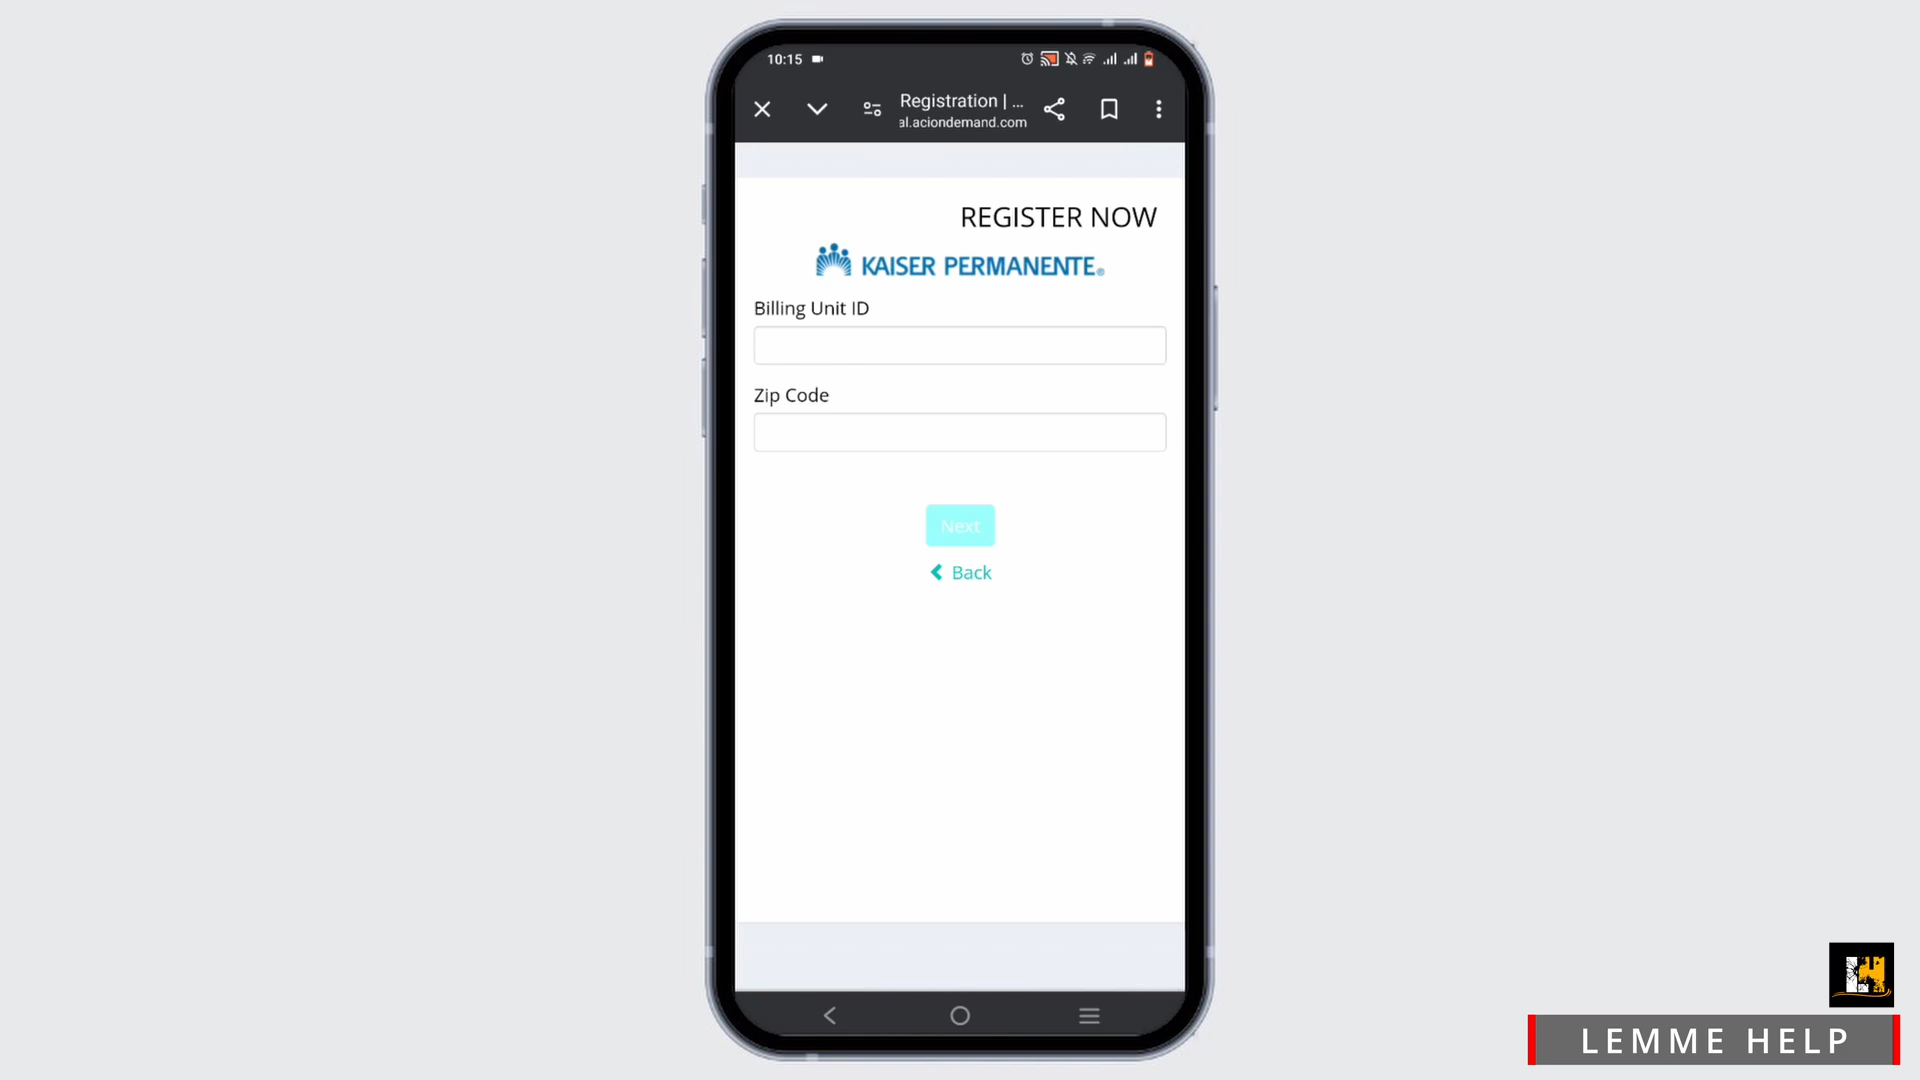 10:15
Registration | ...
al.aciondemand.com
REGISTER NOW
KAISER PERMANENTE®
Billing Unit ID
Zip Code
Next
Back
LEMME HELP